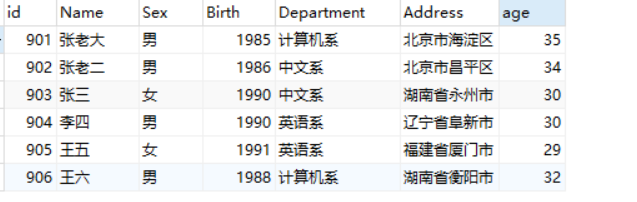 id Name Sex Birth Department Address age
901 张老大 男 1985 计算机系 北京市海淀区 35
902 张老二 男 1986 中文系 北京市昌平区 34
903 张三 女 1990 中文系 湖南省永州市 30
904 李四 男 1990 英语系 辽宁省阜新市 30
905 王五 女 1991 英语系 福建省厦门市 29
906 王六 男 1988 计算机系 湖南省衡阳市 32